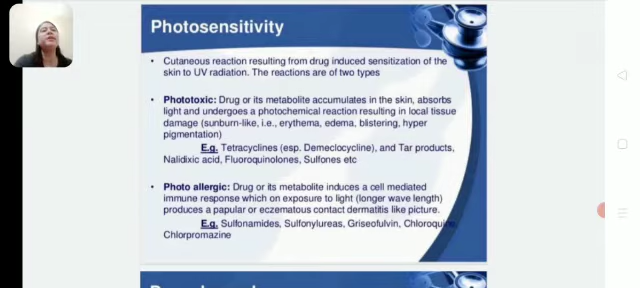 Photosensitivity
• Cutaneous reaction resulting from drug induced sensitization of the
skin to UV radiation. The reactions are of two types
• Phototoxic: Drug or its metabolite accumulates in the skin, absorbs
light and undergoes a photochemical reaction resulting in local tissue
damage (sunburn-like, i.e., erythema, edema, blistering, hyper
pigmentation)
E.g. Tetracyclines (esp. Demeclocycline), and Tar products,
Nalidixic acid, Fluoroquinolones, Sulfones etc
• Photo allergic: Drug or its metabolite induces a cell mediated
immune response which on exposure to light (longer wave length)
produces a papular or eczematous contact dermatitis like picture.
E.g. Sulfonamides, Sulfonylureas, Griseofulvin, Chloroquine,
Chlorpromazine